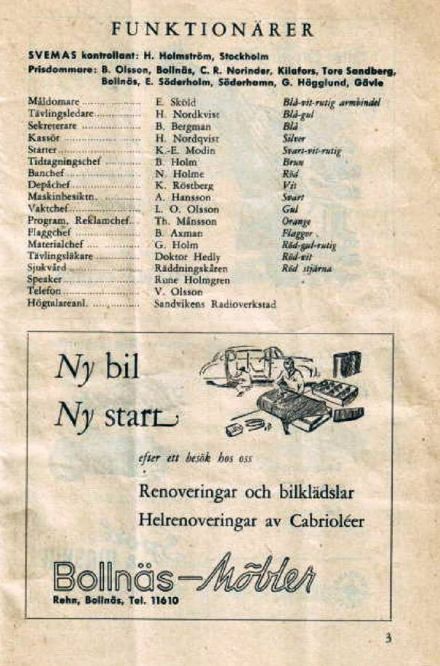 FUNKTIONÄRER
SVEMAS kontrollant: H. Holmström, Stockholm
Prisdommare: B. Olsson, Bollnäs, C. R. Norinder, Kilafors, Tore Sandberg,
Bollnäs, E. Söderholm, Söderhamn, G. Hägglund, Gävle
Måldomare ............ E. Sköld Blå-vit-rutig armbindel
Tävlingsledare ............ H. Nordkvist Blå-gul
Sekreterare ............ B. Bergman Blå
Kassör ............ H. Nordqvist Silver
Starter ............ K.-E. Modin Svart-vit-rutig
Tidtagningschef ............ B. Holm Brun
Banchef ............ N. Holme Röd
Depåchef ............ K. Röstberg Vit
Maskinbesiktn. ............ A. Hansson Svart
Vaktchef ............ L. O. Olsson Gul
Program, Reklamchef.. Th. Månsson Orange
Flaggchef ............ B. Axman Flagger.
Materialchef ............ G. Holm Röd-gul-rutig
Tävlingsläkare ............ Doktor Hedly Röd-vit
Sjukvård ............ Räddningskåren Röd stjärna
Speaker ............ Rune Holmgren
Telefon ............ V. Olsson
Högtalareanl. ............ Sandvikens Radioverkstad
Ny bil
Ny start
efter ett besök hos oss
Renoveringar och bilklädslar
Helrenoveringar av Cabrioléer
Bollnäs-Möbler
Rehn, Bollnäs, Tel. 11610
3